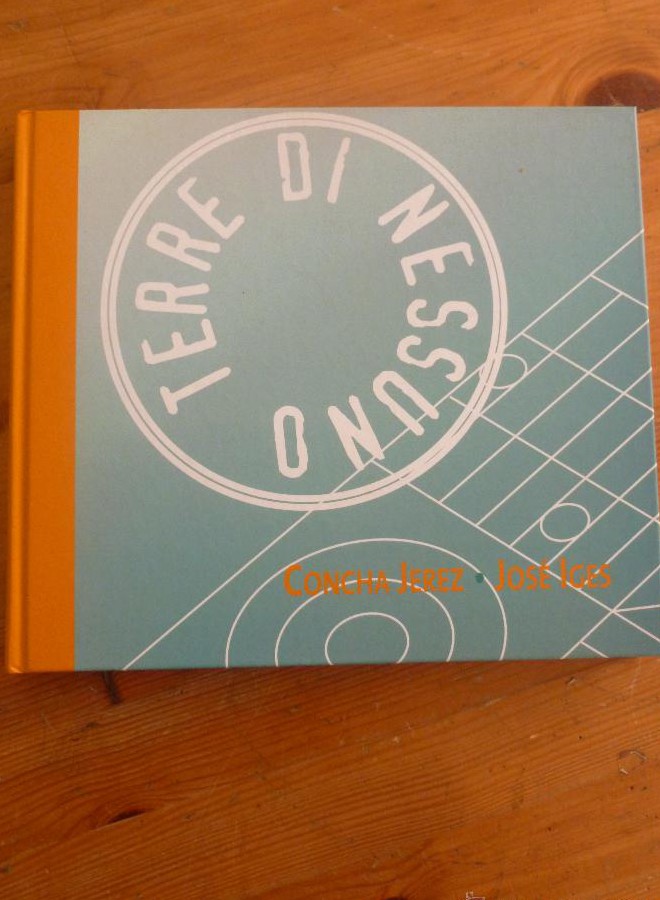 TERRE DI NESSUNO
CONCHA JEREZ • JOSÉ IGES